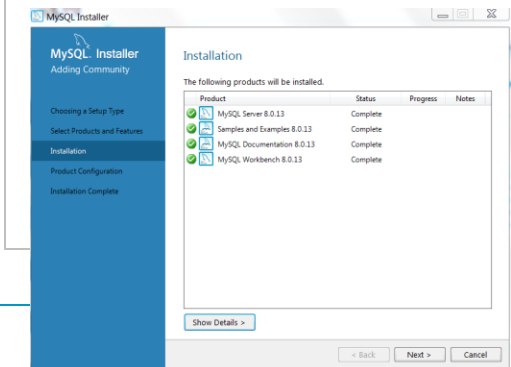 MySQL Installer
MySQL. Installer
Adding Community
Choosing a Setup Type
Select Products and Features
Installation
Product Configuration
Installation Complete
Installation
The following products will be installed.
Product Status Progress Notes
MySQL Server 8.0.13 Complete
Samples and Examples 8.0.13 Complete
MySQL Documentation 8.0.13 Complete
MySQL Workbench 8.0.13 Complete
Show Details >
< Back Next > Cancel